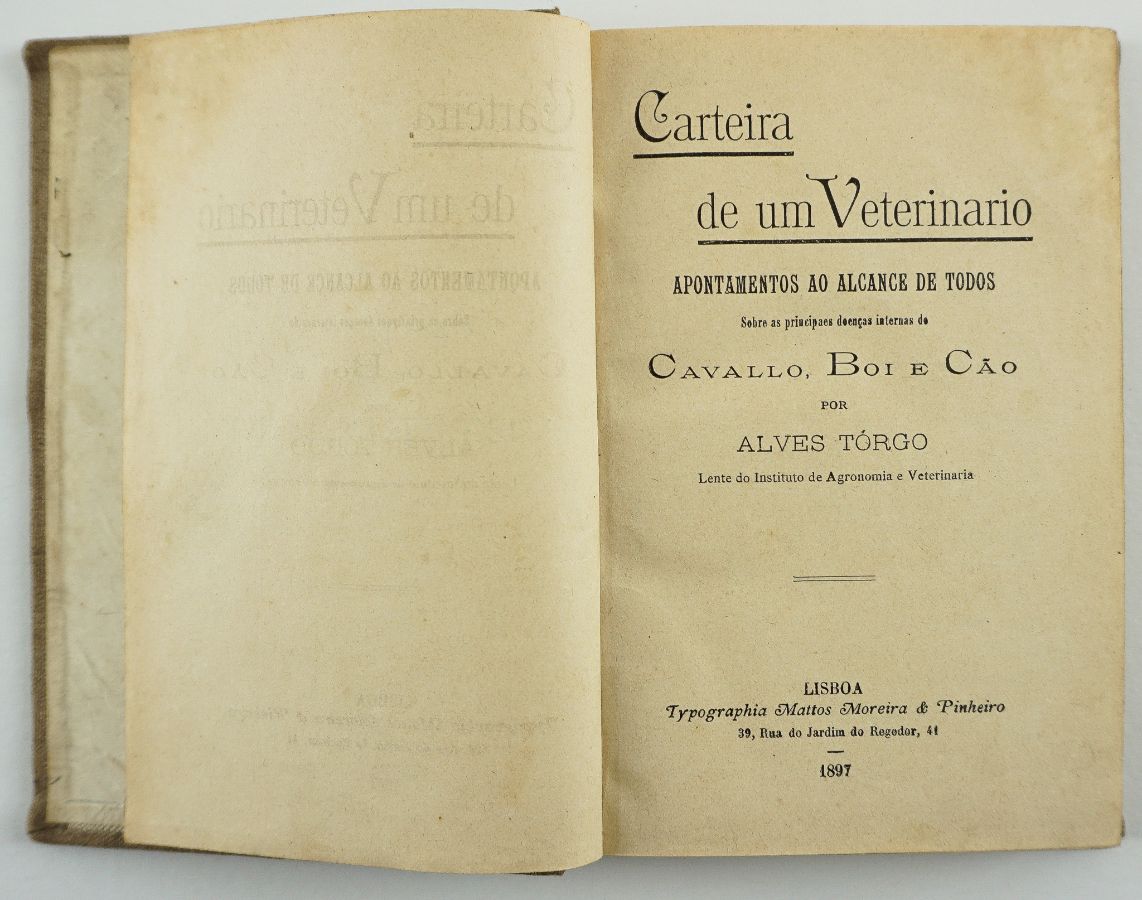 Carteira
de um Veterinario
APONTAMENTOS AO ALCANCE DE TODOS
Sobre as principaes doenças internas do
CAVALLO, BOI E CÃO
POR
ALVES TÓRGO
Lente do Instituto de Agronomia e Veterinaria
LISBOA
Typographia Mattos Moreira & Pinheiro
39, Rua do Jardim do Regedor, 41
1897